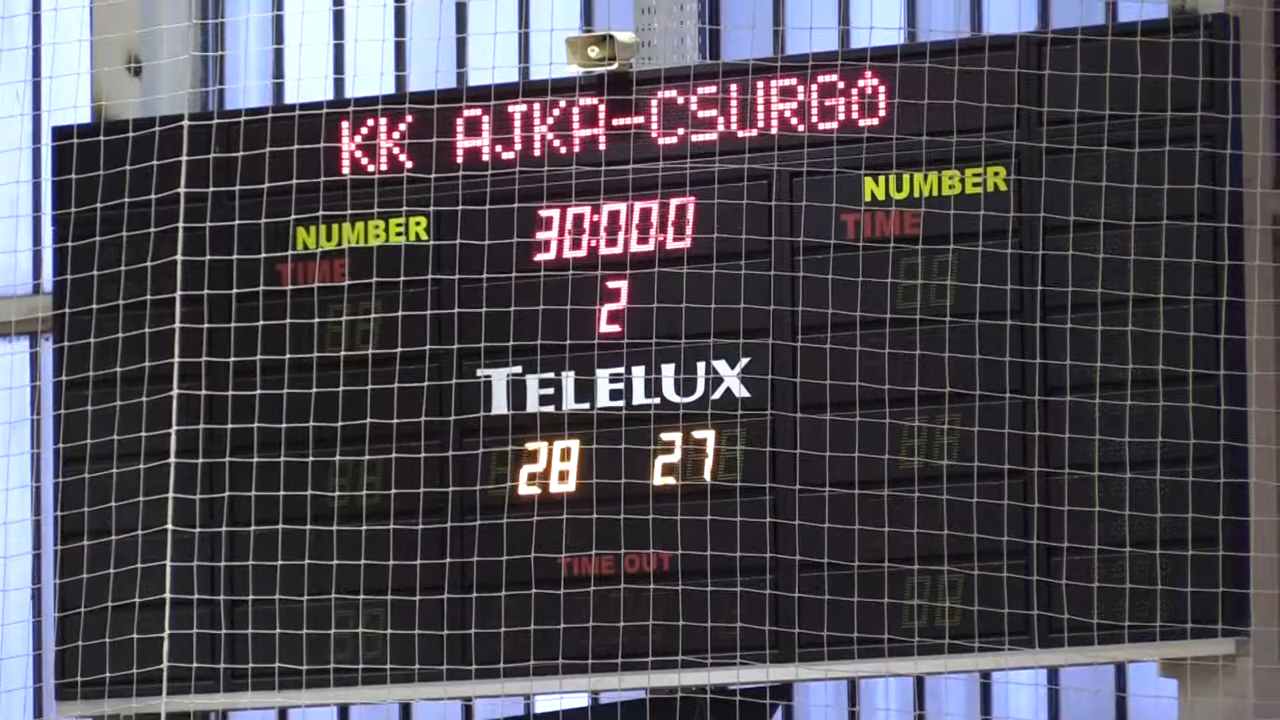 KK AJKA-CSURGÓ
NUMBER
NUMBER
TIME
TIME
30:00.0
2
TELELUX
28 27
TIME OUT